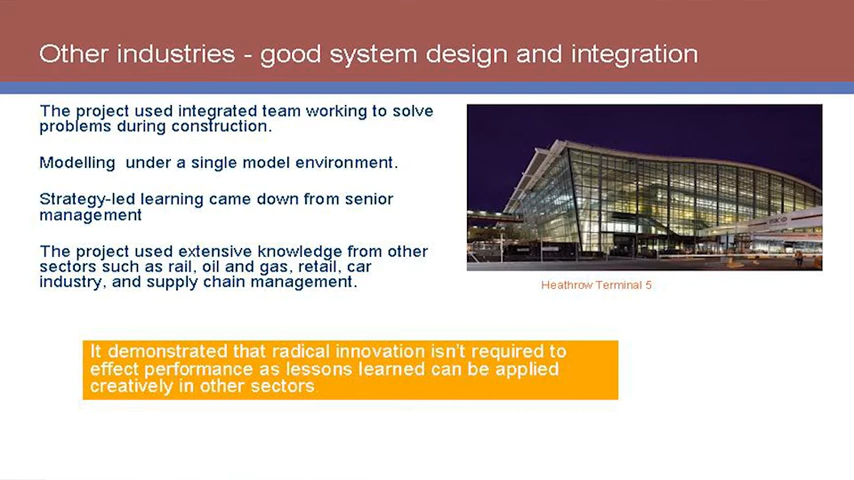 Other industries - good system design and integration
The project used integrated team working to solve
problems during construction.
Modelling under a single model environment.
Strategy-led learning came down from senior
management
The project used extensive knowledge from other
sectors such as rail, oil and gas, retail, car
industry, and supply chain management.
Heathrow Terminal 5
It demonstrated that radical innovation isn't required to
effect performance as lessons learned can be applied
creatively in other sectors